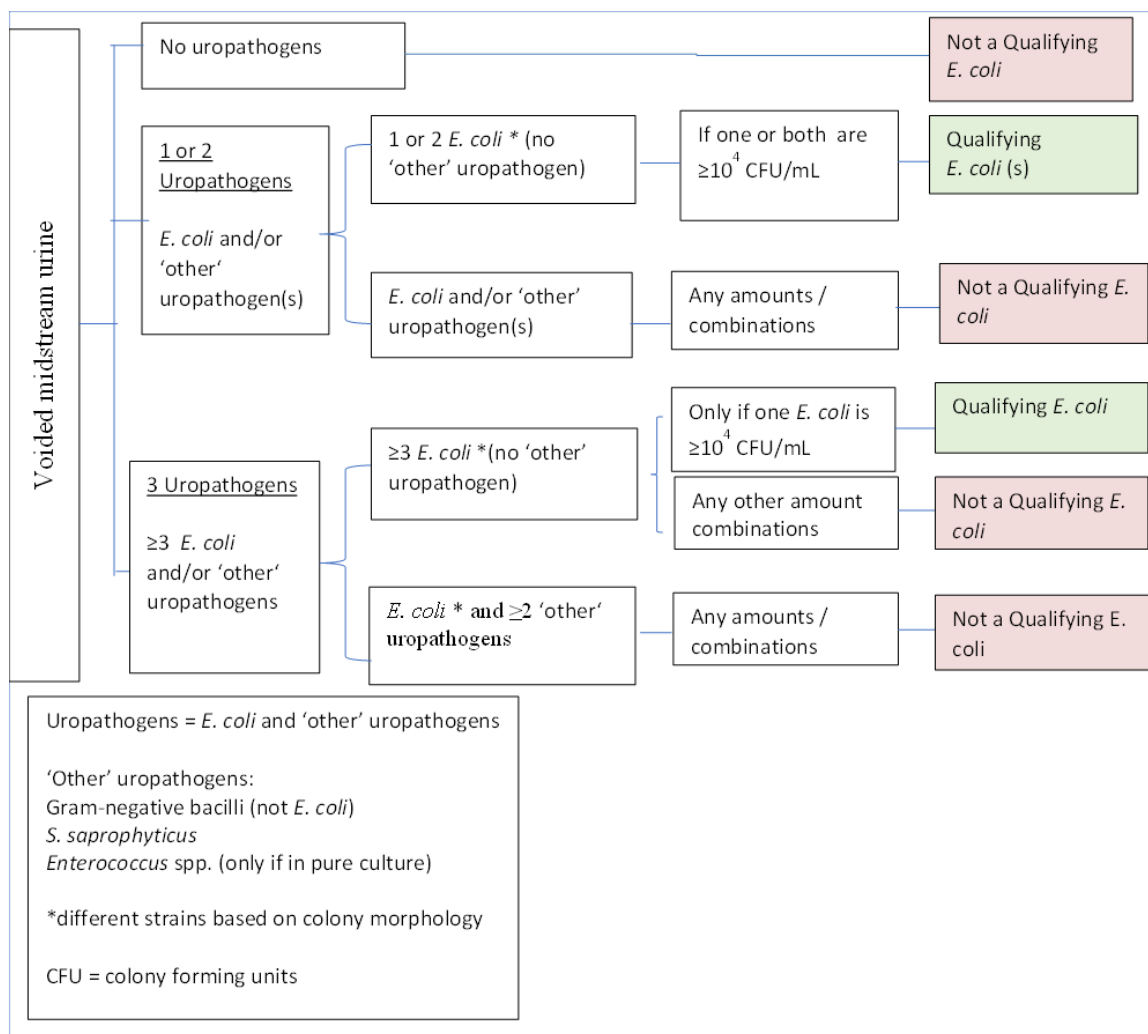 Voided midstream urine
No uropathogens
Not a Qualifying
E. coli
1 or 2
Uropathogens
E. coli and/or
‘other‘
uropathogen(s)
1 or 2 E. coli * (no
‘other’ uropathogen)
If one or both are
≥10⁴ CFU/mL
Qualifying
E. coli (s)
E. coli and/or ‘other’
uropathogen(s)
Any amounts /
combinations
Not a Qualifying E.
coli
3 Uropathogens
≥3 E. coli
and/or ‘other‘
uropathogens
≥3 E. coli *(no ‘other’
uropathogen)
Only if one E. coli is
≥10⁴ CFU/mL
Qualifying E. coli
Any other amount
combinations
Not a Qualifying E.
coli
E. coli * and ≥2 ‘other‘
uropathogens
Any amounts /
combinations
Not a Qualifying E.
coli
Uropathogens = E. coli and ‘other’ uropathogens
‘Other’ uropathogens:
Gram-negative bacilli (not E. coli)
S. saprophyticus
Enterococcus spp. (only if in pure culture)
*different strains based on colony morphology
CFU = colony forming units